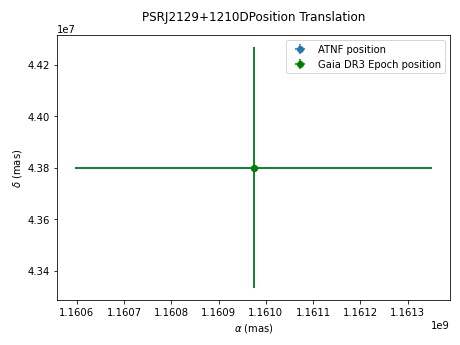 PSRJ2129+1210DPosition Translation
1e7
ATNF position
Gaia DR3 Epoch position
4.42
4.40
4.38
4.36
4.34
δ (mas)
1.1606 1.1607 1.1608 1.1609 1.1610 1.1611 1.1612 1.1613
1e9
α (mas)